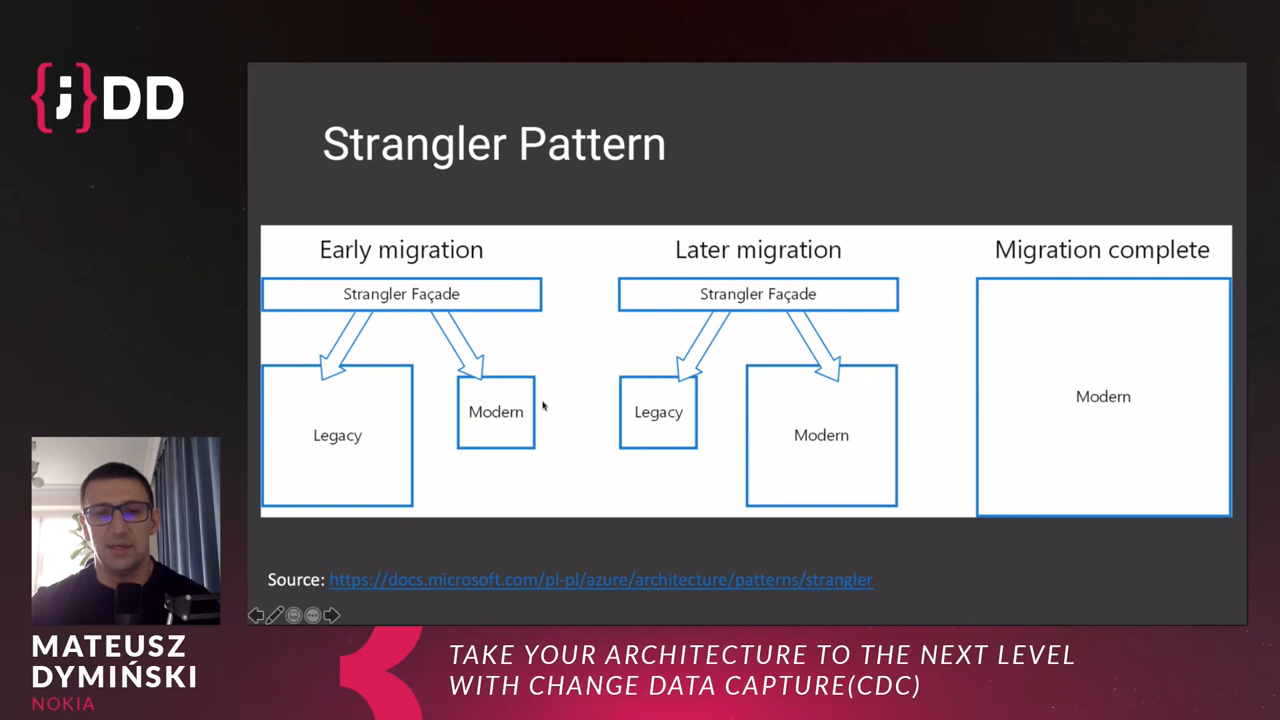 {;}DD
Strangler Pattern
Early migration
Later migration
Migration complete
Strangler Façade
Strangler Façade
Legacy
Modern
Legacy
Modern
Modern
Source: https://docs.microsoft.com/pl-pl/azure/architecture/patterns/strangler
MATEUSZ
DYMIŃSKI
NOKIA
TAKE YOUR ARCHITECTURE TO THE NEXT LEVEL
WITH CHANGE DATA CAPTURE(CDC)